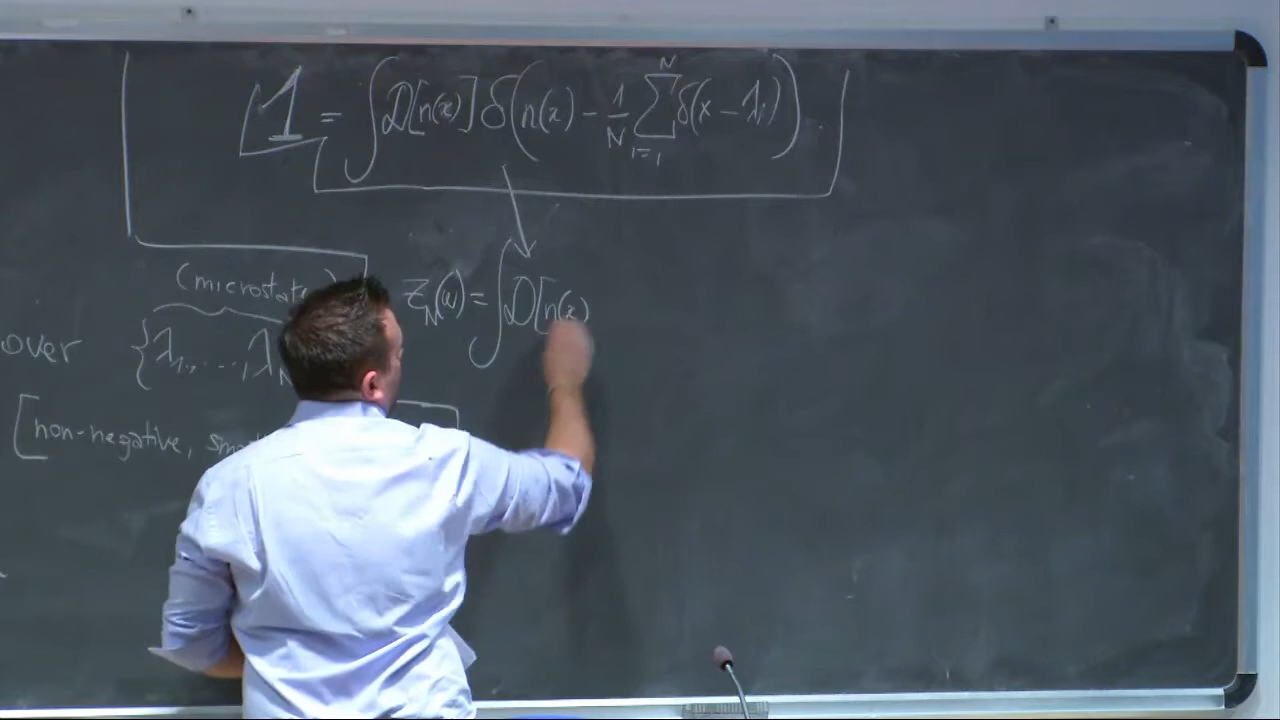 1 = ∫ D[n(x)] δ( n(x) - 1/N ∑_{i=1}^{N} δ(x - λ_i) )
(microstate
Z_N(u) = ∫ D[n(x)
over {λ_1, ..., λ_N
[non-negative,